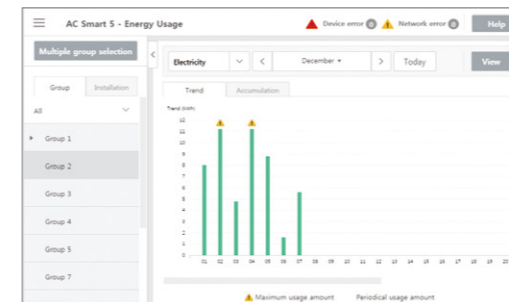 AC Smart 5 - Energy Usage
Device error 0
Network error 0
Help
Multiple group selection
<
Electricity
<
December
>
Today
View
Group
Installation
Trend
Accumulation
All
Trend (kWh)
Group 1
Group 2
Group 3
Group 4
Group 5
Group 7
12
11
10
9
8
7
6
5
4
3
2
1
0
01 02 03 04 05 06 07 08 09 10 11 12 13 14 15 16 17 18 19 20
Maximum usage amount
Periodical usage amount